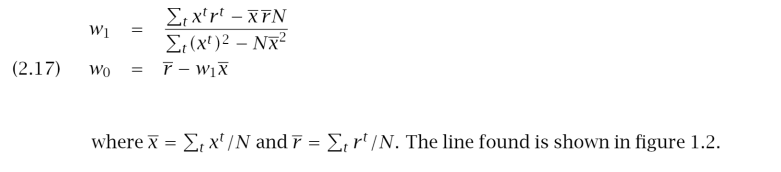 w₁ = (∑ₜ xᵗrᵗ − x̄ r̄N) / (∑ₜ(xᵗ)² − Nx̄²)
(2.17) w₀ = r̄ − w₁x̄
where x̄ = ∑ₜ xᵗ/N and r̄ = ∑ₜ rᵗ/N. The line found is shown in figure 1.2.